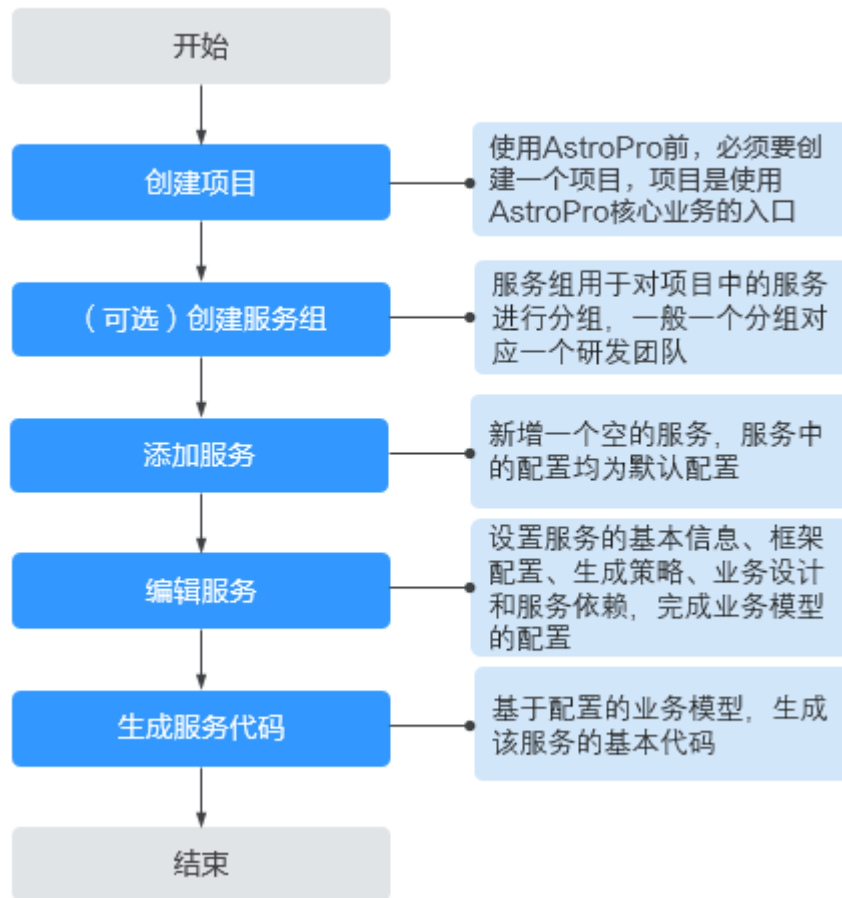 开始
创建项目
使用AstroPro前，必须要创
建一个项目，项目是使用
AstroPro核心业务的入口
（可选）创建服务组
服务组用于对项目中的服务
进行分组，一般一个分组对
应一个研发团队
添加服务
新增一个空的服务，服务中
的配置均为默认配置
编辑服务
设置服务的基本信息、框架
配置、生成策略、业务设计
和服务依赖，完成业务模型
的配置
生成服务代码
基于配置的业务模型，生成
该服务的基本代码
结束